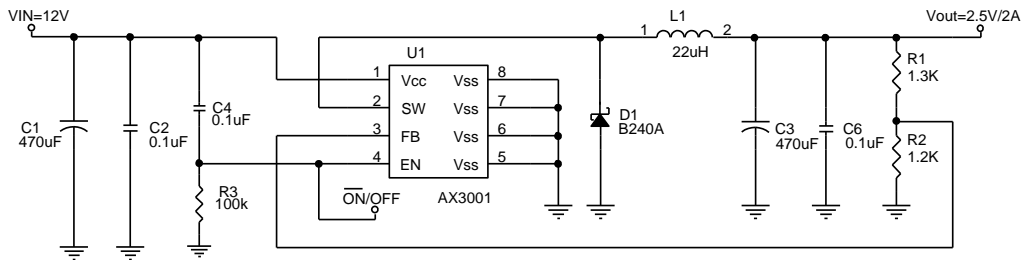 VIN=12V
Vout=2.5V/2A
1 L1 2
22uH
U1
1 Vcc Vss 8
2 SW Vss 7
3 FB Vss 6
4 EN Vss 5
AX3001
C1
470uF
C2
0.1uF
C4
0.1uF
R3
100k
ON/OFF
D1
B240A
C3
470uF
C6
0.1uF
R1
1.3K
R2
1.2K